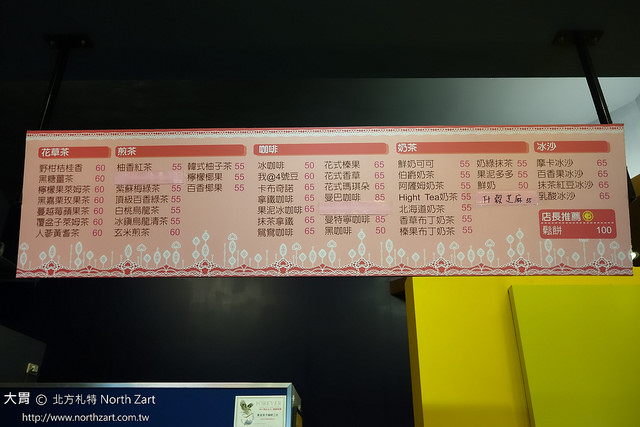 花草茶
野柑桔桂香 60
黑糖薑茶 60
檸檬果萊姆茶 60
黑嘉栗玫果茶 60
蔓越莓蘋果茶 60
覆盆子萊姆茶 60
人蔘黃耆茶 60
煎茶
柚香紅茶 55
紫蘇梅綠茶 55
頂級百香綠茶 55
白桃烏龍茶 55
冰鎮烏龍清茶 55
玄米煎茶 60
韓式柚子茶 55
檸檬椰果 55
百香椰果 55
咖啡
冰咖啡 50
我@4號豆 60
卡布奇諾 65
拿鐵咖啡 65
果泥冰咖啡 65
抹茶拿鐵 65
鴛鴦咖啡 65
花式榛果 65
花式香草 65
花式瑪琪朵 65
曼巴咖啡 85
曼特寧咖啡 85
黑咖啡 50
奶茶
鮮奶可可 55
伯爵奶茶 55
阿薩姆奶茶 55
Hight Tea奶茶 55
北海道奶茶 55
香草布丁奶茶 55
榛果布丁奶茶 55
奶綠抹茶 55
果泥多多 55
鮮奶 50
冰沙
摩卡冰沙 65
百香果冰沙 65
抹茶紅豆冰沙 65
乳酸冰沙 65
店長推薦
鬆餅 100
大胃 © 北方札特 North Zart
http://www.northzart.com.tw
FOREVER